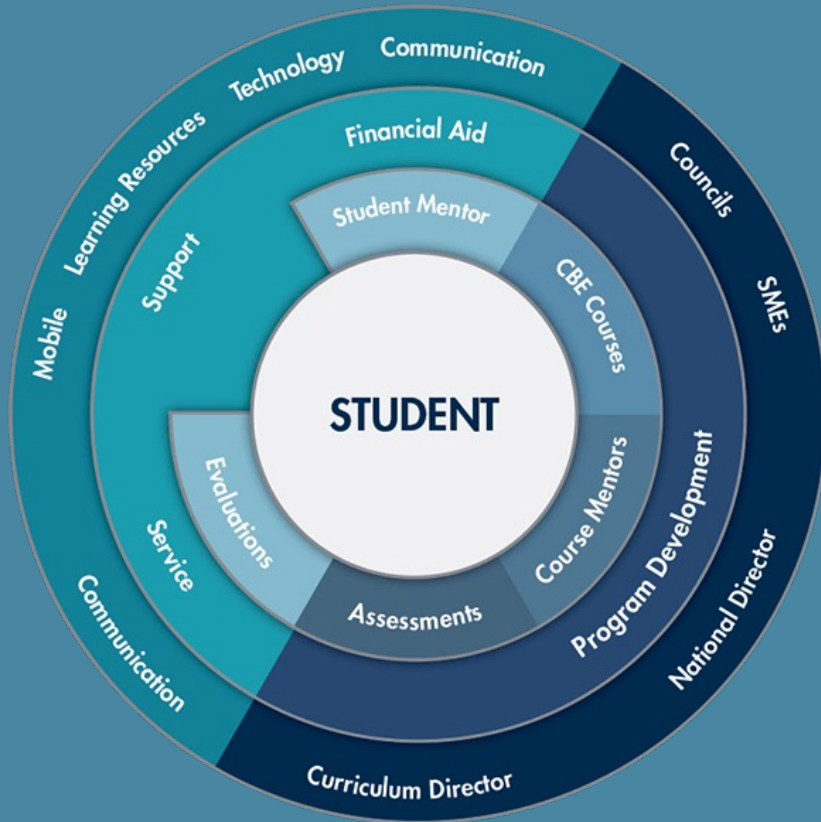 Communication
Technology
Learning Resources
Mobile
Communication
Councils
SMEs
National Director
Curriculum Director
Financial Aid
Support
Service
Program Development
Student Mentor
CBE Courses
Course Mentors
Assessments
Evaluations
STUDENT